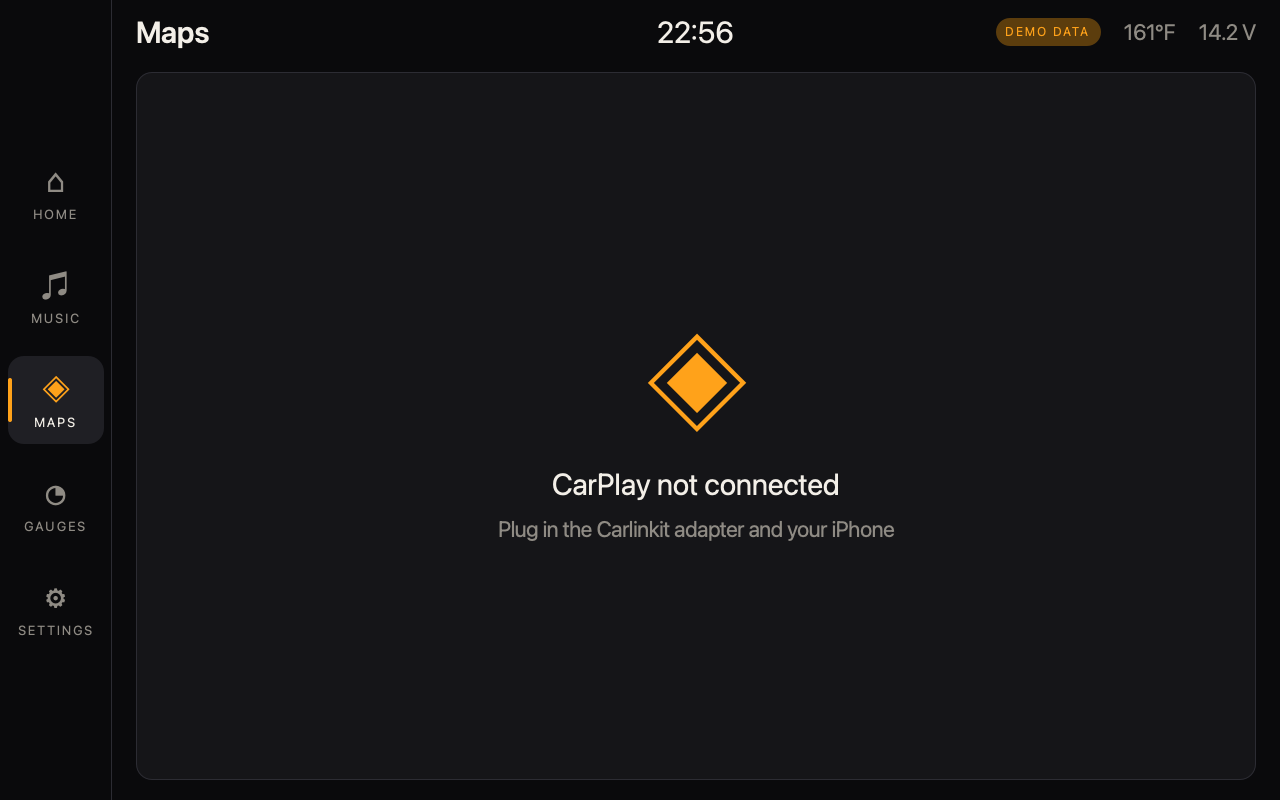 Maps
22:56
DEMO DATA
161°F
14.2 V
HOME
MUSIC
MAPS
GAUGES
SETTINGS
CarPlay not connected
Plug in the Carlinkit adapter and your iPhone